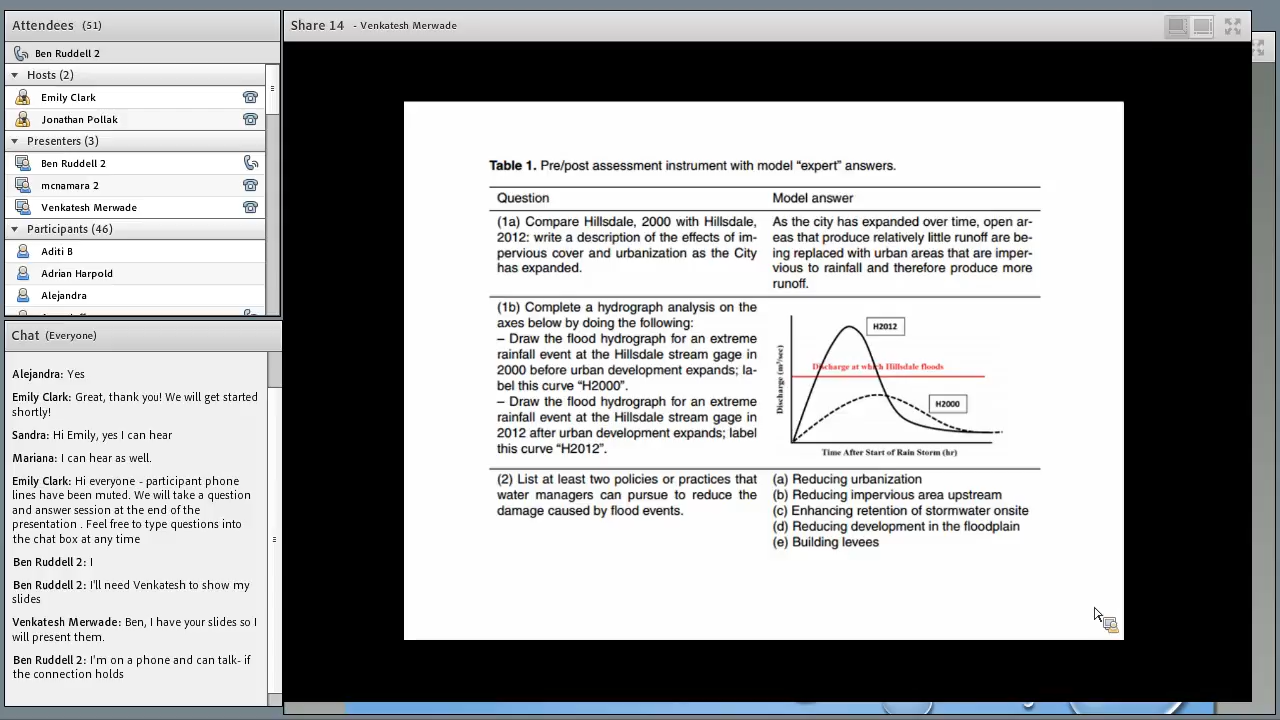 Attendees (51)
Ben Ruddell 2
Hosts (2)
Emily Clark
Jonathan Pollak
Presenters (3)
Ben Ruddell 2
mcnamara 2
Venkatesh Merwade
Participants (46)
Aditi B
Adrian Harpold
Alejandra
Chat (Everyone)
Alejandra: Yes
Emily Clark: Great, thank you! We will get started
shortly!
Sandra: Hi Emily, yes I can hear
Mariana: I can hear as well.
Emily Clark: Hi everyone - participant phone
lines have been muted. We will take a question
and answer session at the end of the
presentation . Feel free to type questions into
the chat box at any time
Ben Ruddell 2: I
Ben Ruddell 2: I'll need Venkatesh to show my
slides
Venkatesh Merwade: Ben, I have your slides so I
will present them.
Ben Ruddell 2: I'm on a phone and can talk- if
the connection holds
Share 14 - Venkatesh Merwade
Table 1. Pre/post assessment instrument with model “expert” answers.
Question
Model answer
(1a) Compare Hillsdale, 2000 with Hillsdale,
2012: write a description of the effects of im-
pervious cover and urbanization as the City
has expanded.
As the city has expanded over time, open ar-
eas that produce relatively little runoff are be-
ing replaced with urban areas that are imper-
vious to rainfall and therefore produce more
runoff.
(1b) Complete a hydrograph analysis on the
axes below by doing the following:
– Draw the flood hydrograph for an extreme
rainfall event at the Hillsdale stream gage in
2000 before urban development expands; la-
bel this curve “H2000”.
– Draw the flood hydrograph for an extreme
rainfall event at the Hillsdale stream gage in
2012 after urban development expands; label
this curve “H2012”.
H2012
Discharge at which Hillsdale floods
H2000
Discharge (m³/sec)
Time After Start of Rain Storm (hr)
(2) List at least two policies or practices that
water managers can pursue to reduce the
damage caused by flood events.
(a) Reducing urbanization
(b) Reducing impervious area upstream
(c) Enhancing retention of stormwater onsite
(d) Reducing development in the floodplain
(e) Building levees